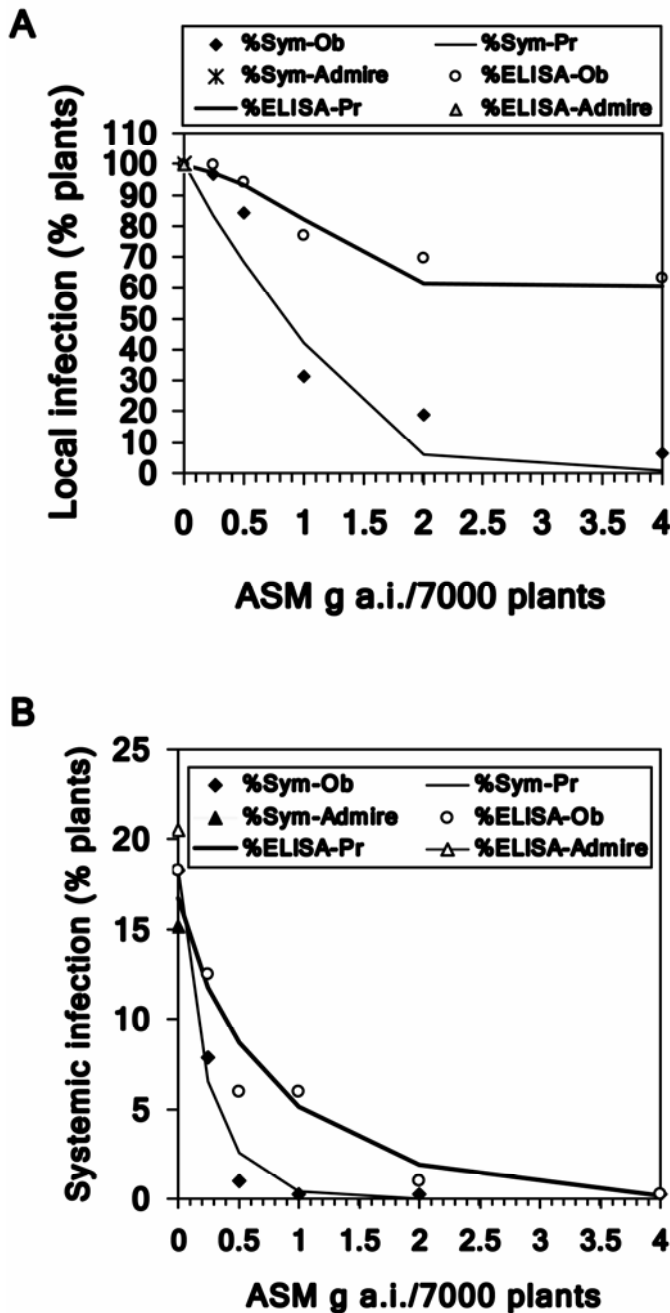 A
%Sym-Ob %Sym-Pr
%Sym-Admire %ELISA-Ob
%ELISA-Pr %ELISA-Admire
110
100
90
80
70
60
50
40
30
20
10
0
Local infection (% plants)
0 0.5 1 1.5 2 2.5 3 3.5 4
ASM g a.i./7000 plants
B
25
20
15
10
5
0
Systemic infection (% plants)
%Sym-Ob %Sym-Pr
%Sym-Admire %ELISA-Ob
%ELISA-Pr %ELISA-Admire
0 0.5 1 1.5 2 2.5 3 3.5 4
ASM g a.i./7000 plants